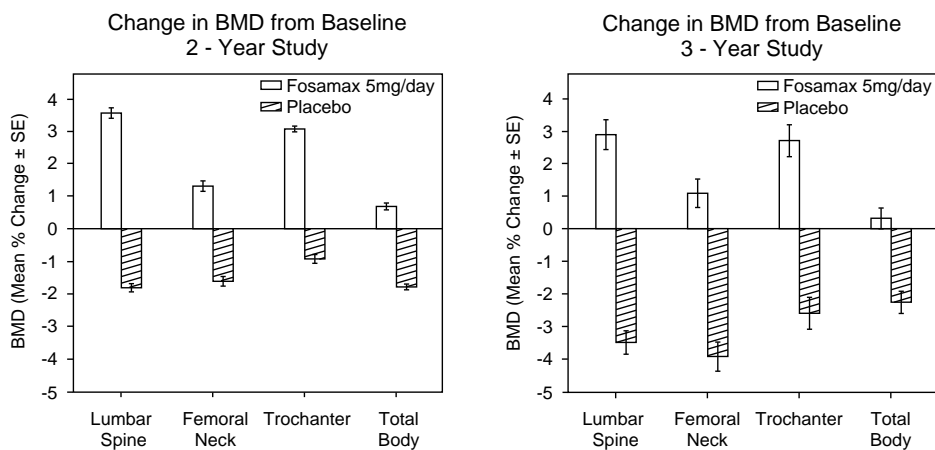 Change in BMD from Baseline
2 - Year Study
Fosamax 5mg/day
Placebo
BMD (Mean % Change ± SE)
4
3
2
1
0
-1
-2
-3
-4
-5
Lumbar Spine
Femoral Neck
Trochanter
Total Body
Change in BMD from Baseline
3 - Year Study
Fosamax 5mg/day
Placebo
BMD (Mean % Change ± SE)
4
3
2
1
0
-1
-2
-3
-4
-5
Lumbar Spine
Femoral Neck
Trochanter
Total Body